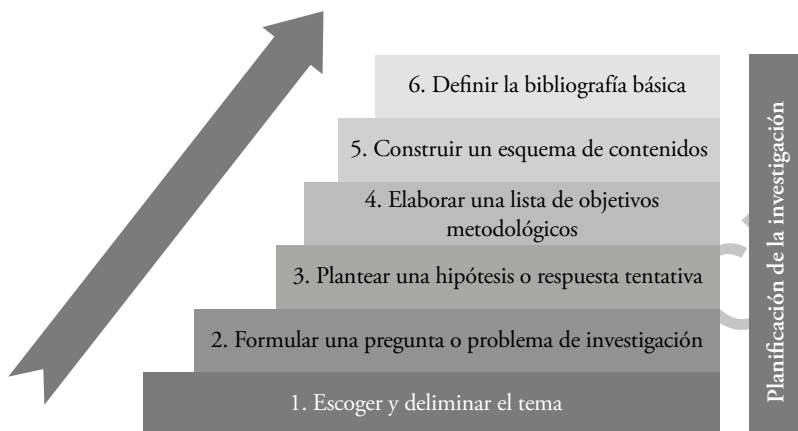 6. Definir la bibliografía básica
5. Construir un esquema de contenidos
4. Elaborar una lista de objetivos
metodológicos
3. Plantear una hipótesis o respuesta tentativa
2. Formular una pregunta o problema de investigación
1. Escoger y deliminar el tema
Planificación de la investigación